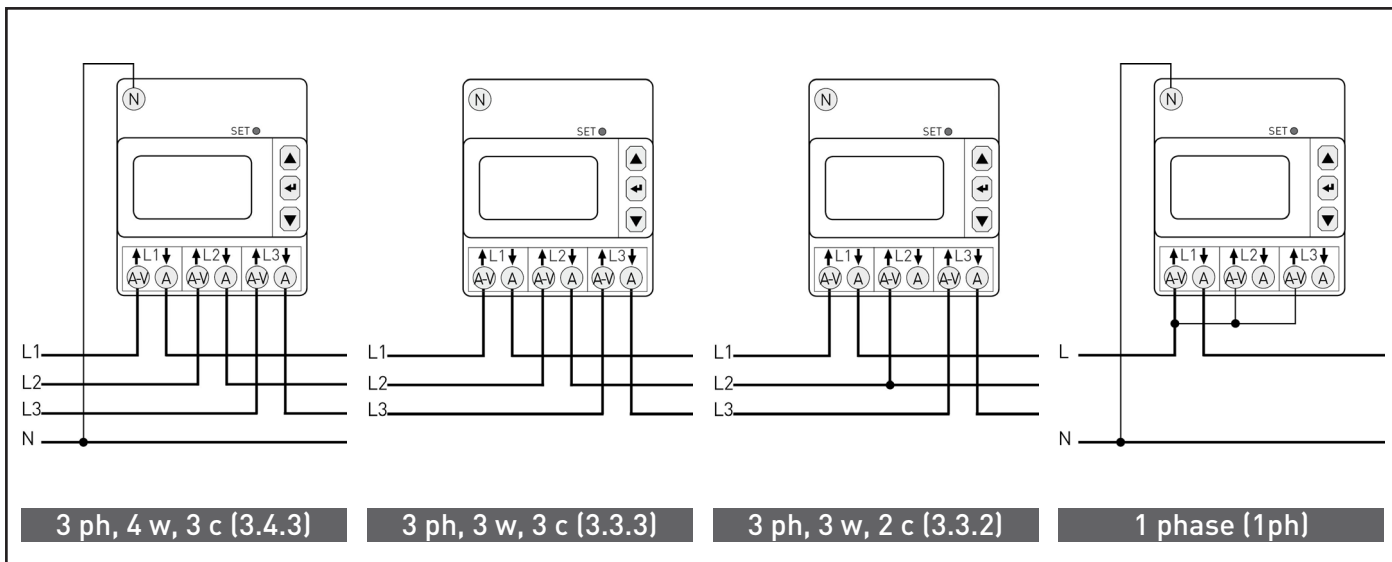 N
SET
L1 L2 L3
A-V A A-V A A-V A
L1
L2
L3
N
3 ph, 4 w, 3 c (3.4.3)
N
SET
L1 L2 L3
A-V A A-V A A-V A
L1
L2
L3
3 ph, 3 w, 3 c (3.3.3)
N
SET
L1 L2 L3
A-V A A-V A A-V A
L1
L2
L3
3 ph, 3 w, 2 c (3.3.2)
N
SET
L1 L2 L3
A-V A A-V A A-V A
L
N
1 phase (1ph)